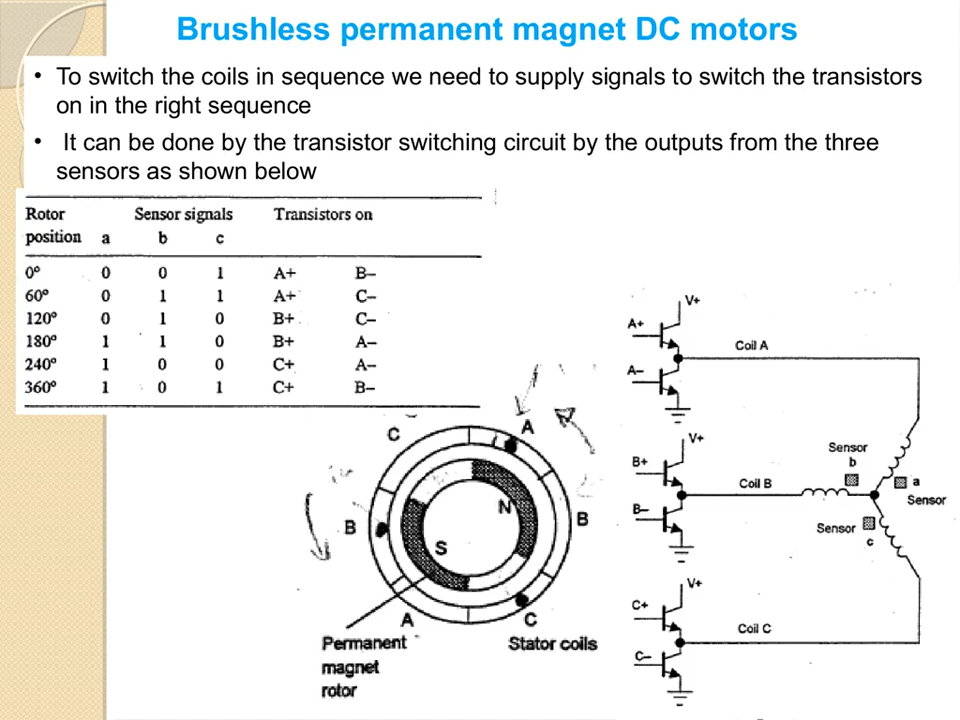 Brushless permanent magnet DC motors
• To switch the coils in sequence we need to supply signals to switch the transistors
on in the right sequence
• It can be done by the transistor switching circuit by the outputs from the three
sensors as shown below
Rotor Sensor signals Transistors on
position a b c
0° 0 0 1 A+ B–
60° 0 1 1 A+ C–
120° 0 1 0 B+ C–
180° 1 1 0 B+ A–
240° 1 0 0 C+ A–
360° 1 0 1 C+ B–
C
A
B
N
B
S
A
C
Permanent
magnet
rotor
Stator coils
V+
A+
Coil A
A–
V+
B+
Coil B
B–
Sensor
b
a
Sensor
Sensor
c
V+
C+
Coil C
C–